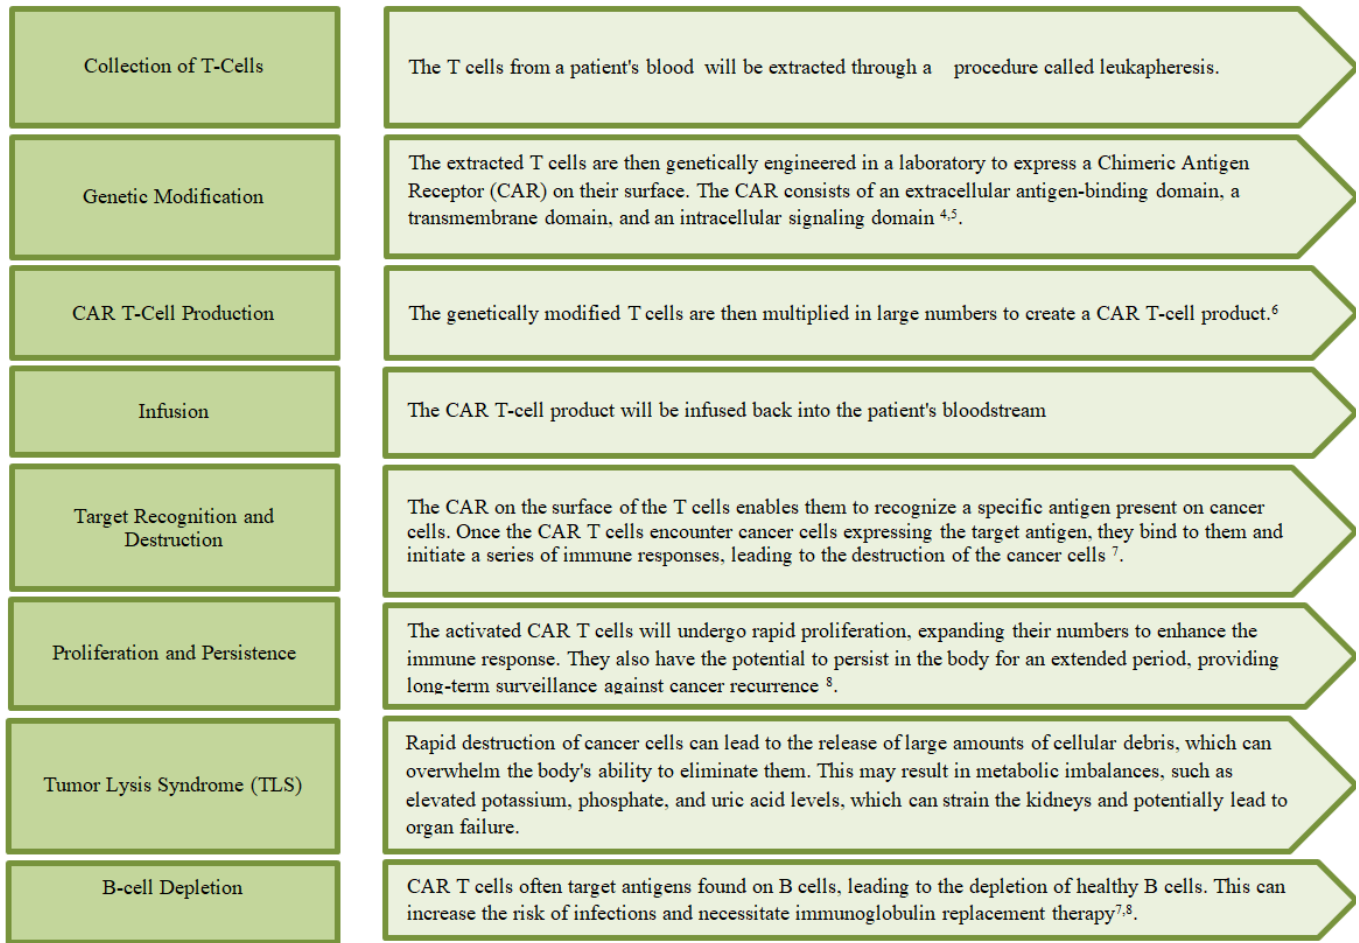 Collection of T-Cells
The T cells from a patient's blood will be extracted through a procedure called leukapheresis.
Genetic Modification
The extracted T cells are then genetically engineered in a laboratory to express a Chimeric Antigen
Receptor (CAR) on their surface. The CAR consists of an extracellular antigen-binding domain, a
transmembrane domain, and an intracellular signaling domain 4,5.
CAR T-Cell Production
The genetically modified T cells are then multiplied in large numbers to create a CAR T-cell product.6
Infusion
The CAR T-cell product will be infused back into the patient's bloodstream
Target Recognition and
Destruction
The CAR on the surface of the T cells enables them to recognize a specific antigen present on cancer
cells. Once the CAR T cells encounter cancer cells expressing the target antigen, they bind to them and
initiate a series of immune responses, leading to the destruction of the cancer cells 7.
Proliferation and Persistence
The activated CAR T cells will undergo rapid proliferation, expanding their numbers to enhance the
immune response. They also have the potential to persist in the body for an extended period, providing
long-term surveillance against cancer recurrence 8.
Tumor Lysis Syndrome (TLS)
Rapid destruction of cancer cells can lead to the release of large amounts of cellular debris, which can
overwhelm the body's ability to eliminate them. This may result in metabolic imbalances, such as
elevated potassium, phosphate, and uric acid levels, which can strain the kidneys and potentially lead to
organ failure.
B-cell Depletion
CAR T cells often target antigens found on B cells, leading to the depletion of healthy B cells. This can
increase the risk of infections and necessitate immunoglobulin replacement therapy7,8.